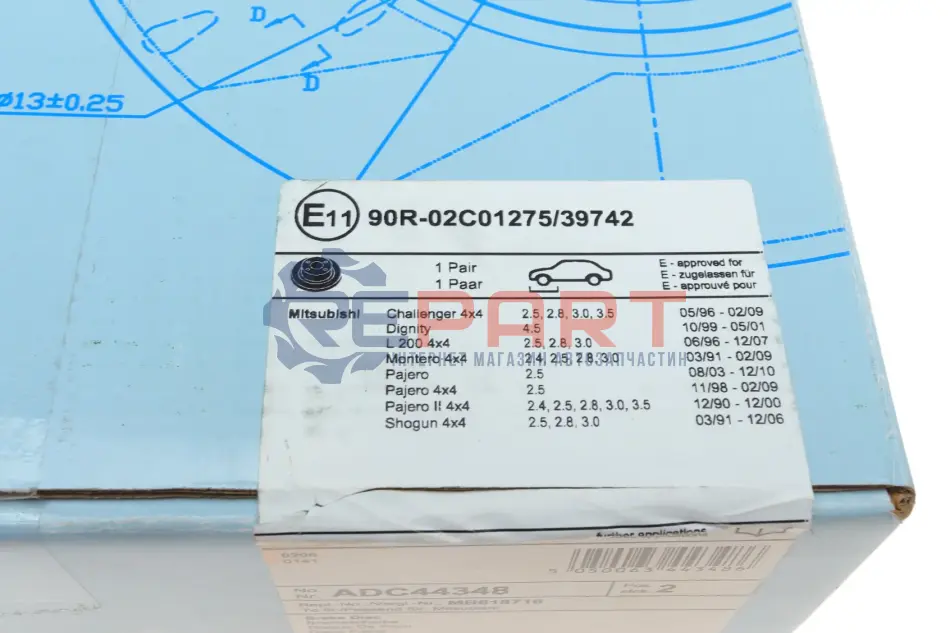 D
D
ø13±0.25
E11 90R-02C01275/39742
1 Pair
1 Paar
E - approved for
E - zugelassen für
E - approuvé pour
REPART
ИНТЕРНЕТ МАГАЗИН АВТОЗАПЧАСТИН
Mitsubishi Challenger 4x4 2.5, 2.8, 3.0, 3.5 05/96 - 02/09
Dignity 4.5 10/99 - 05/01
L 200 4x4 2.5, 2.8, 3.0 06/96 - 12/07
Montero 4x4 2.4, 2.5, 2.8, 3.0 03/91 - 02/09
Pajero 2.5 08/03 - 12/10
Pajero 4x4 2.5 11/98 - 02/09
Pajero II 4x4 2.4, 2.5, 2.8, 3.0, 3.5 12/90 - 12/00
Shogun 4x4 2.5, 2.8, 3.0 03/91 - 12/06
further applications
No.
Nr. ADC44348 2